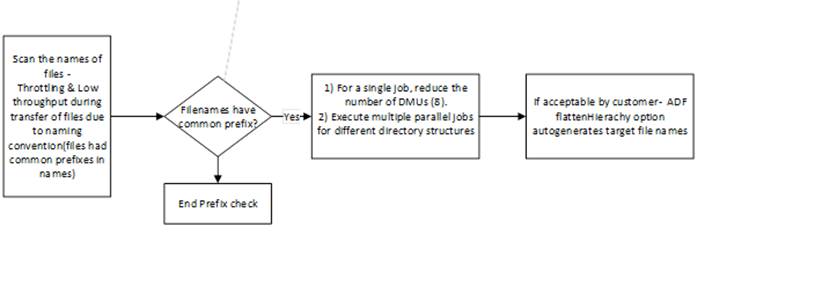 Scan the names of
files -
Throttling & Low
throughput during
transfer of files due
to naming
convention(files had
common prefixes in
names)
Filenames have
common prefix?
Yes
1) For a single job, reduce the
number of DMUs (8).
2) Execute multiple parallel jobs
for different directory structures
If acceptable by customer- ADF
flattenHierachy option
autogenerates target file names
End Prefix check